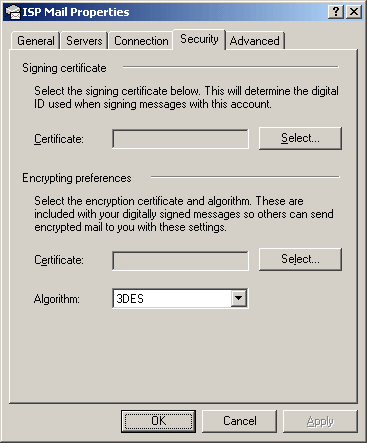 ISP Mail Properties
General Servers Connection Security Advanced
Signing certificate
Select the signing certificate below. This will determine the digital
ID used when signing messages with this account.
Certificate: Select...
Encrypting preferences
Select the encryption certificate and algorithm. These are
included with your digitally signed messages so others can send
encrypted mail to you with these settings.
Certificate: Select...
Algorithm: 3DES
OK Cancel Apply